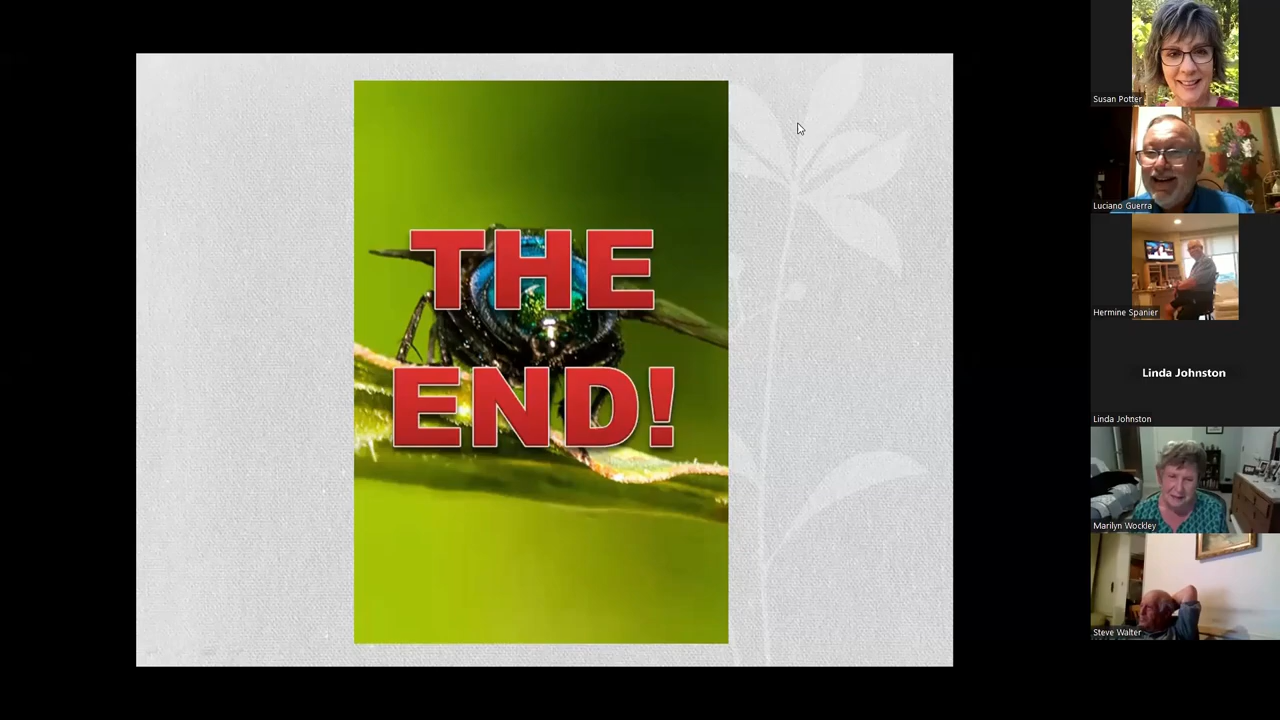 THE
END!
Susan Potter
Luciano Guerra
Hermine Spanier
Linda Johnston
Linda Johnston
Marilyn Wockley
Steve Walter